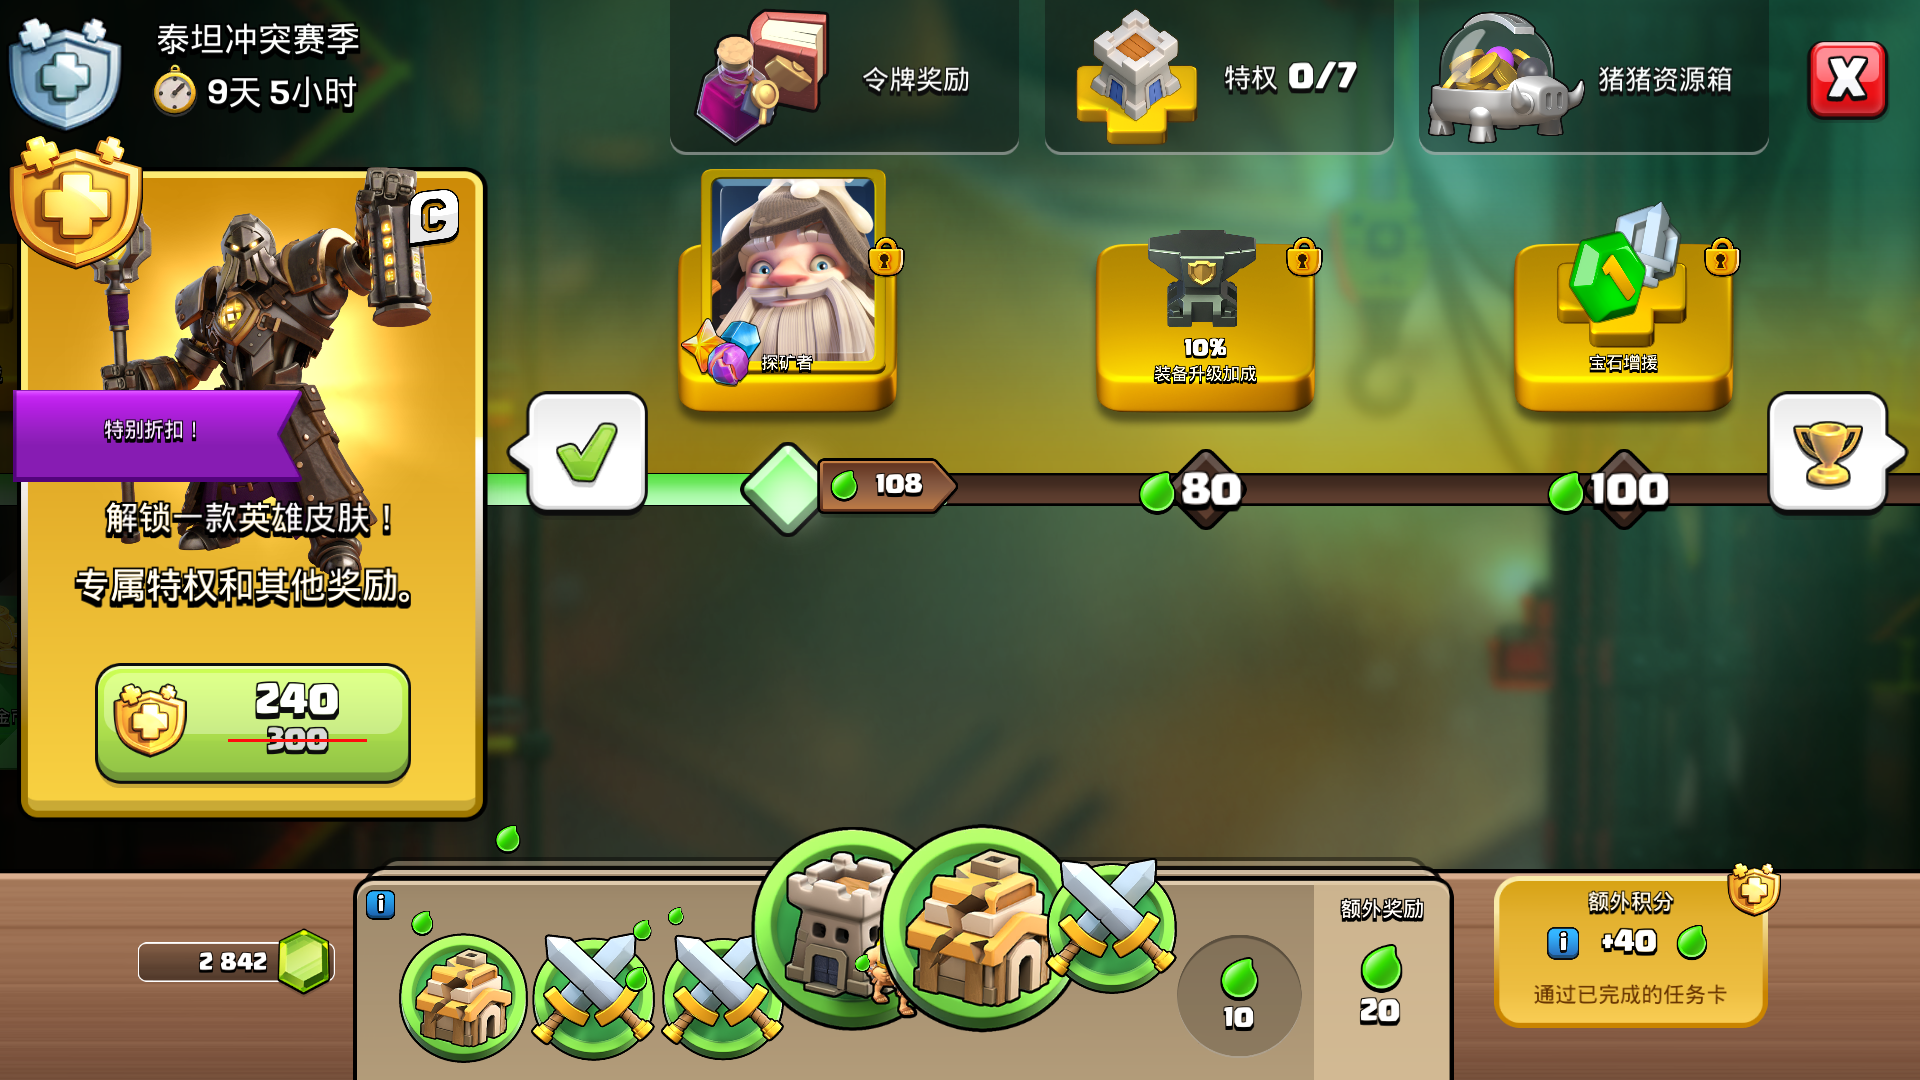 泰坦冲突赛季
9天 5小时
令牌奖励
特权 0/7
猪猪资源箱
X
C
探矿者
10%
装备升级加成
1
宝石增援
特别折扣！
解锁一款英雄皮肤！
专属特权和其他奖励。
240
300
108
80
100
i
2 842
10
额外奖励
20
额外积分
i
+40
通过已完成的任务卡